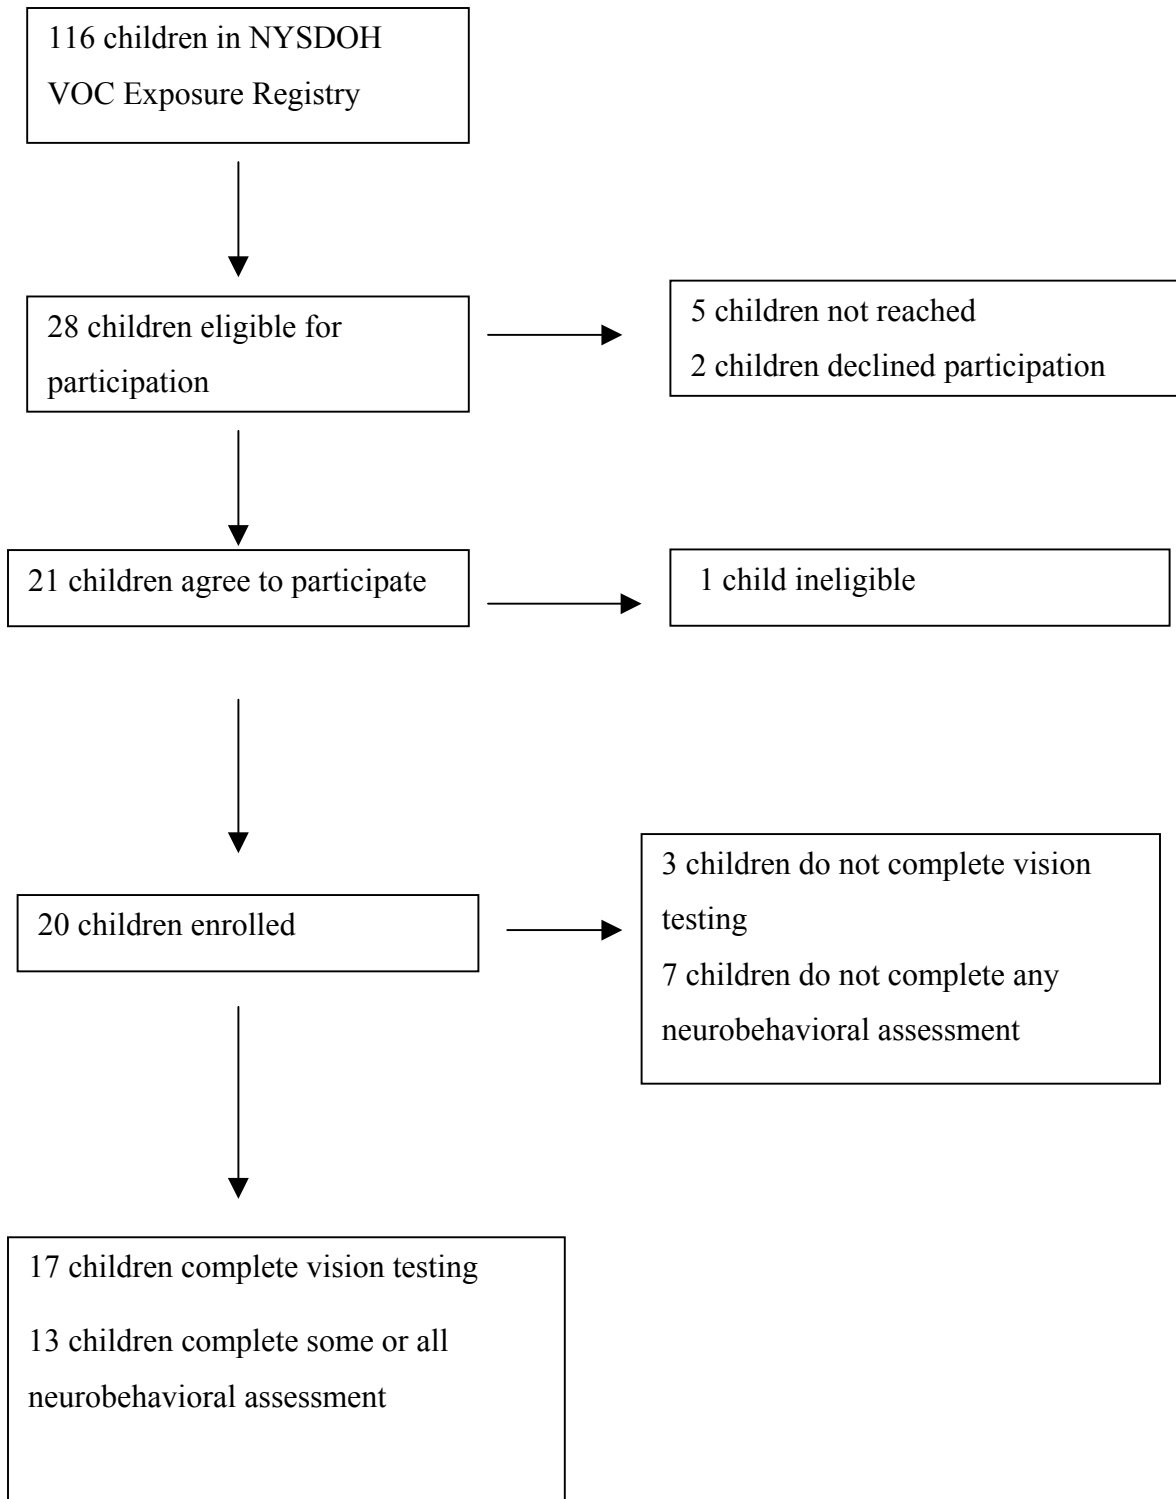 116 children in NYSDOH
VOC Exposure Registry
28 children eligible for
participation
5 children not reached
2 children declined participation
21 children agree to participate
1 child ineligible
20 children enrolled
3 children do not complete vision
testing
7 children do not complete any
neurobehavioral assessment
17 children complete vision testing
13 children complete some or all
neurobehavioral assessment